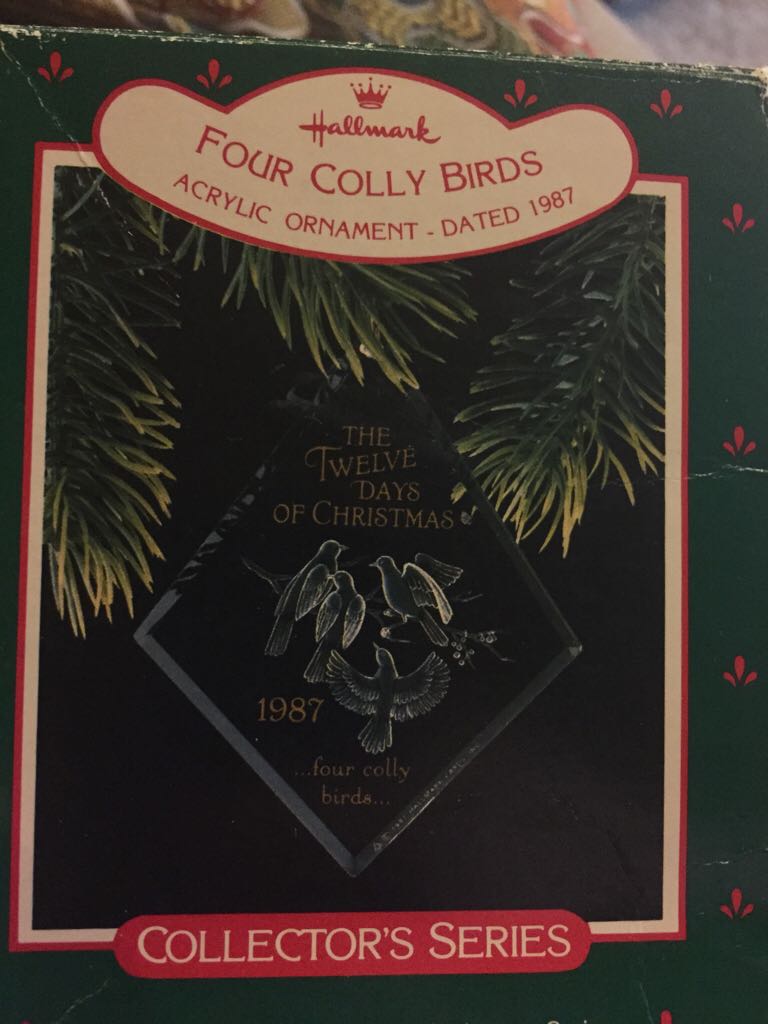 Hallmark
FOUR COLLY BIRDS
ACRYLIC ORNAMENT - DATED 1987
THE
TWELVE
DAYS
OF CHRISTMAS
1987
...four colly
birds...
COLLECTOR'S SERIES